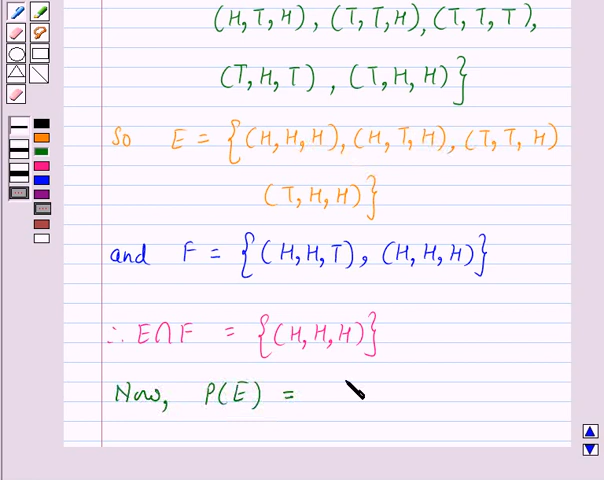 (H,T,H), (T,T,H), (T,T,T),
(T,H,T), (T,H,H)}
So E = {(H,H,H), (H,T,H), (T,T,H)
(T,H,H)}
and F = {(H,H,T), (H,H,H)}
∴ E∩F = {(H,H,H)}
Now, P(E) =